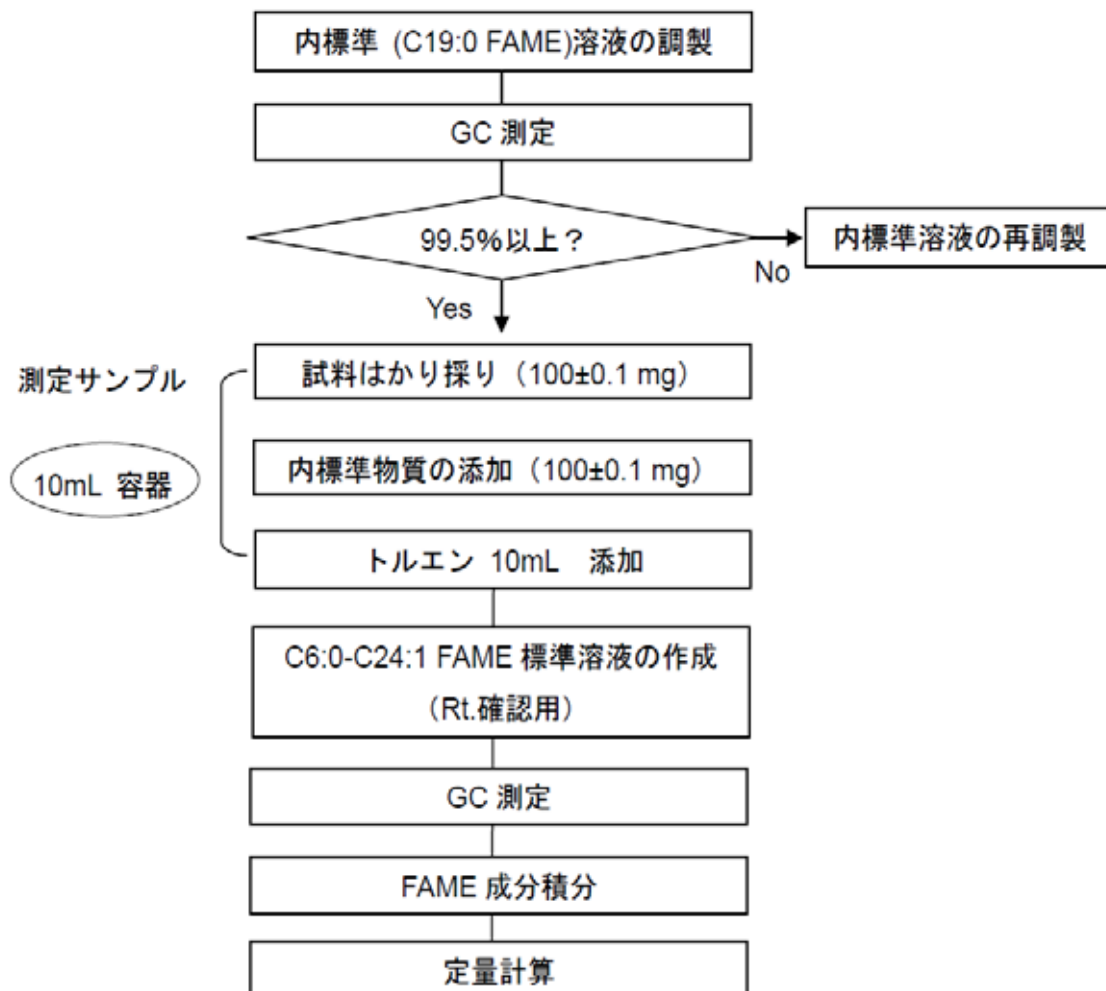 内標準 (C19:0 FAME)溶液の調製
GC 測定
99.5%以上？
内標準溶液の再調製
No
Yes
測定サンプル
試料はかり採り（100±0.1 mg）
10mL 容器
内標準物質の添加（100±0.1 mg）
トルエン 10mL 添加
C6:0-C24:1 FAME 標準溶液の作成
（Rt.確認用）
GC 測定
FAME 成分積分
定量計算